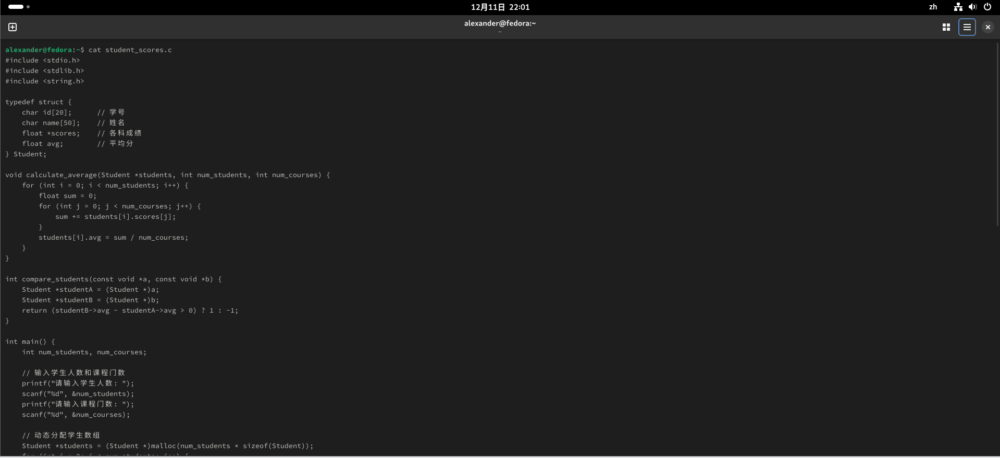 12月11日 22:01
zh
alexander@fedora:~
~
alexander@fedora:~$ cat student_scores.c
#include <stdio.h>
#include <stdlib.h>
#include <string.h>
typedef struct {
    char id[20];      // 学号
    char name[50];    // 姓名
    float *scores;    // 各科成绩
    float avg;        // 平均分
} Student;
void calculate_average(Student *students, int num_students, int num_courses) {
    for (int i = 0; i < num_students; i++) {
        float sum = 0;
        for (int j = 0; j < num_courses; j++) {
            sum += students[i].scores[j];
        }
        students[i].avg = sum / num_courses;
    }
}
int compare_students(const void *a, const void *b) {
    Student *studentA = (Student *)a;
    Student *studentB = (Student *)b;
    return (studentB->avg - studentA->avg > 0) ? 1 : -1;
}
int main() {
    int num_students, num_courses;
    // 输入学生人数和课程门数
    printf("请输入学生人数: ");
    scanf("%d", &num_students);
    printf("请输入课程门数: ");
    scanf("%d", &num_courses);
    // 动态分配学生数组
    Student *students = (Student *)malloc(num_students * sizeof(Student));
    for (int i = 0; i < num_students; i++) {